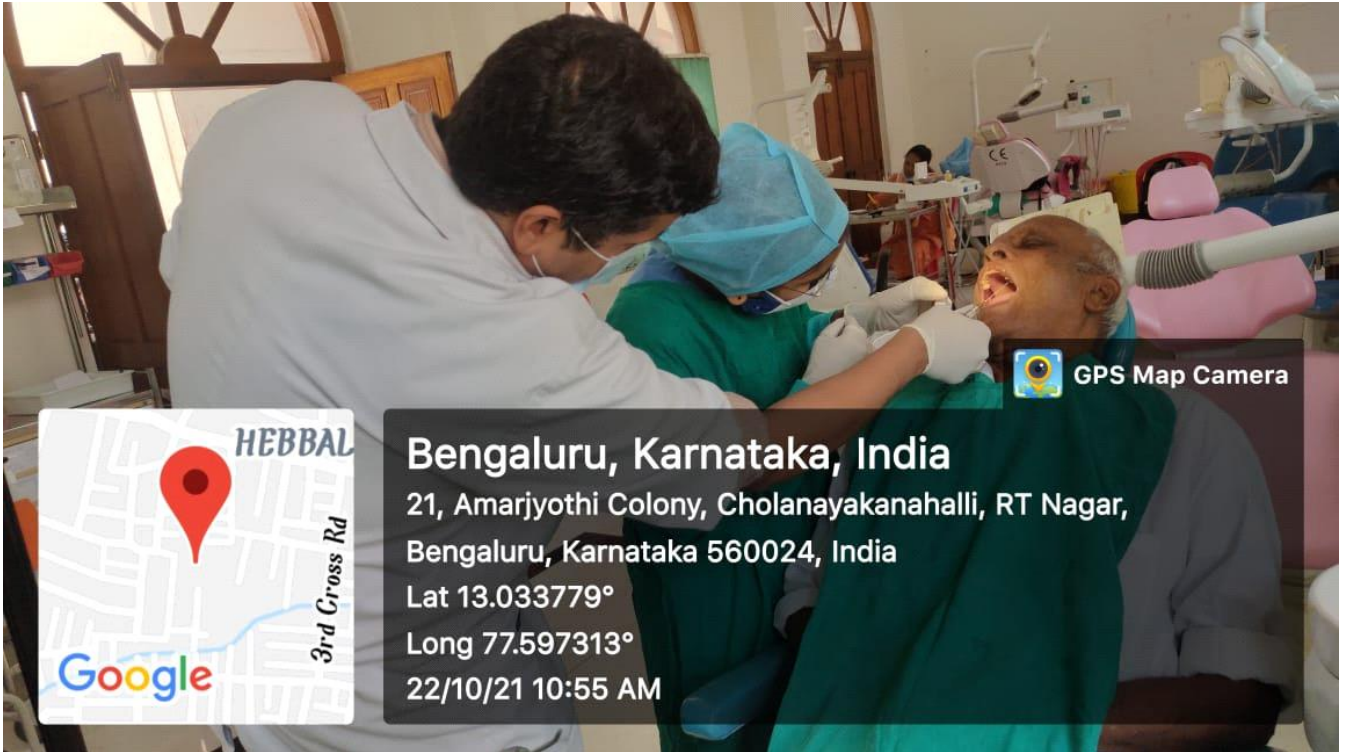 GPS Map Camera
HEBBAL
3rd Cross Rd
Google
Bengaluru, Karnataka, India
21, Amarjyothi Colony, Cholanayakanahalli, RT Nagar,
Bengaluru, Karnataka 560024, India
Lat 13.033779°
Long 77.597313°
22/10/21 10:55 AM
CE